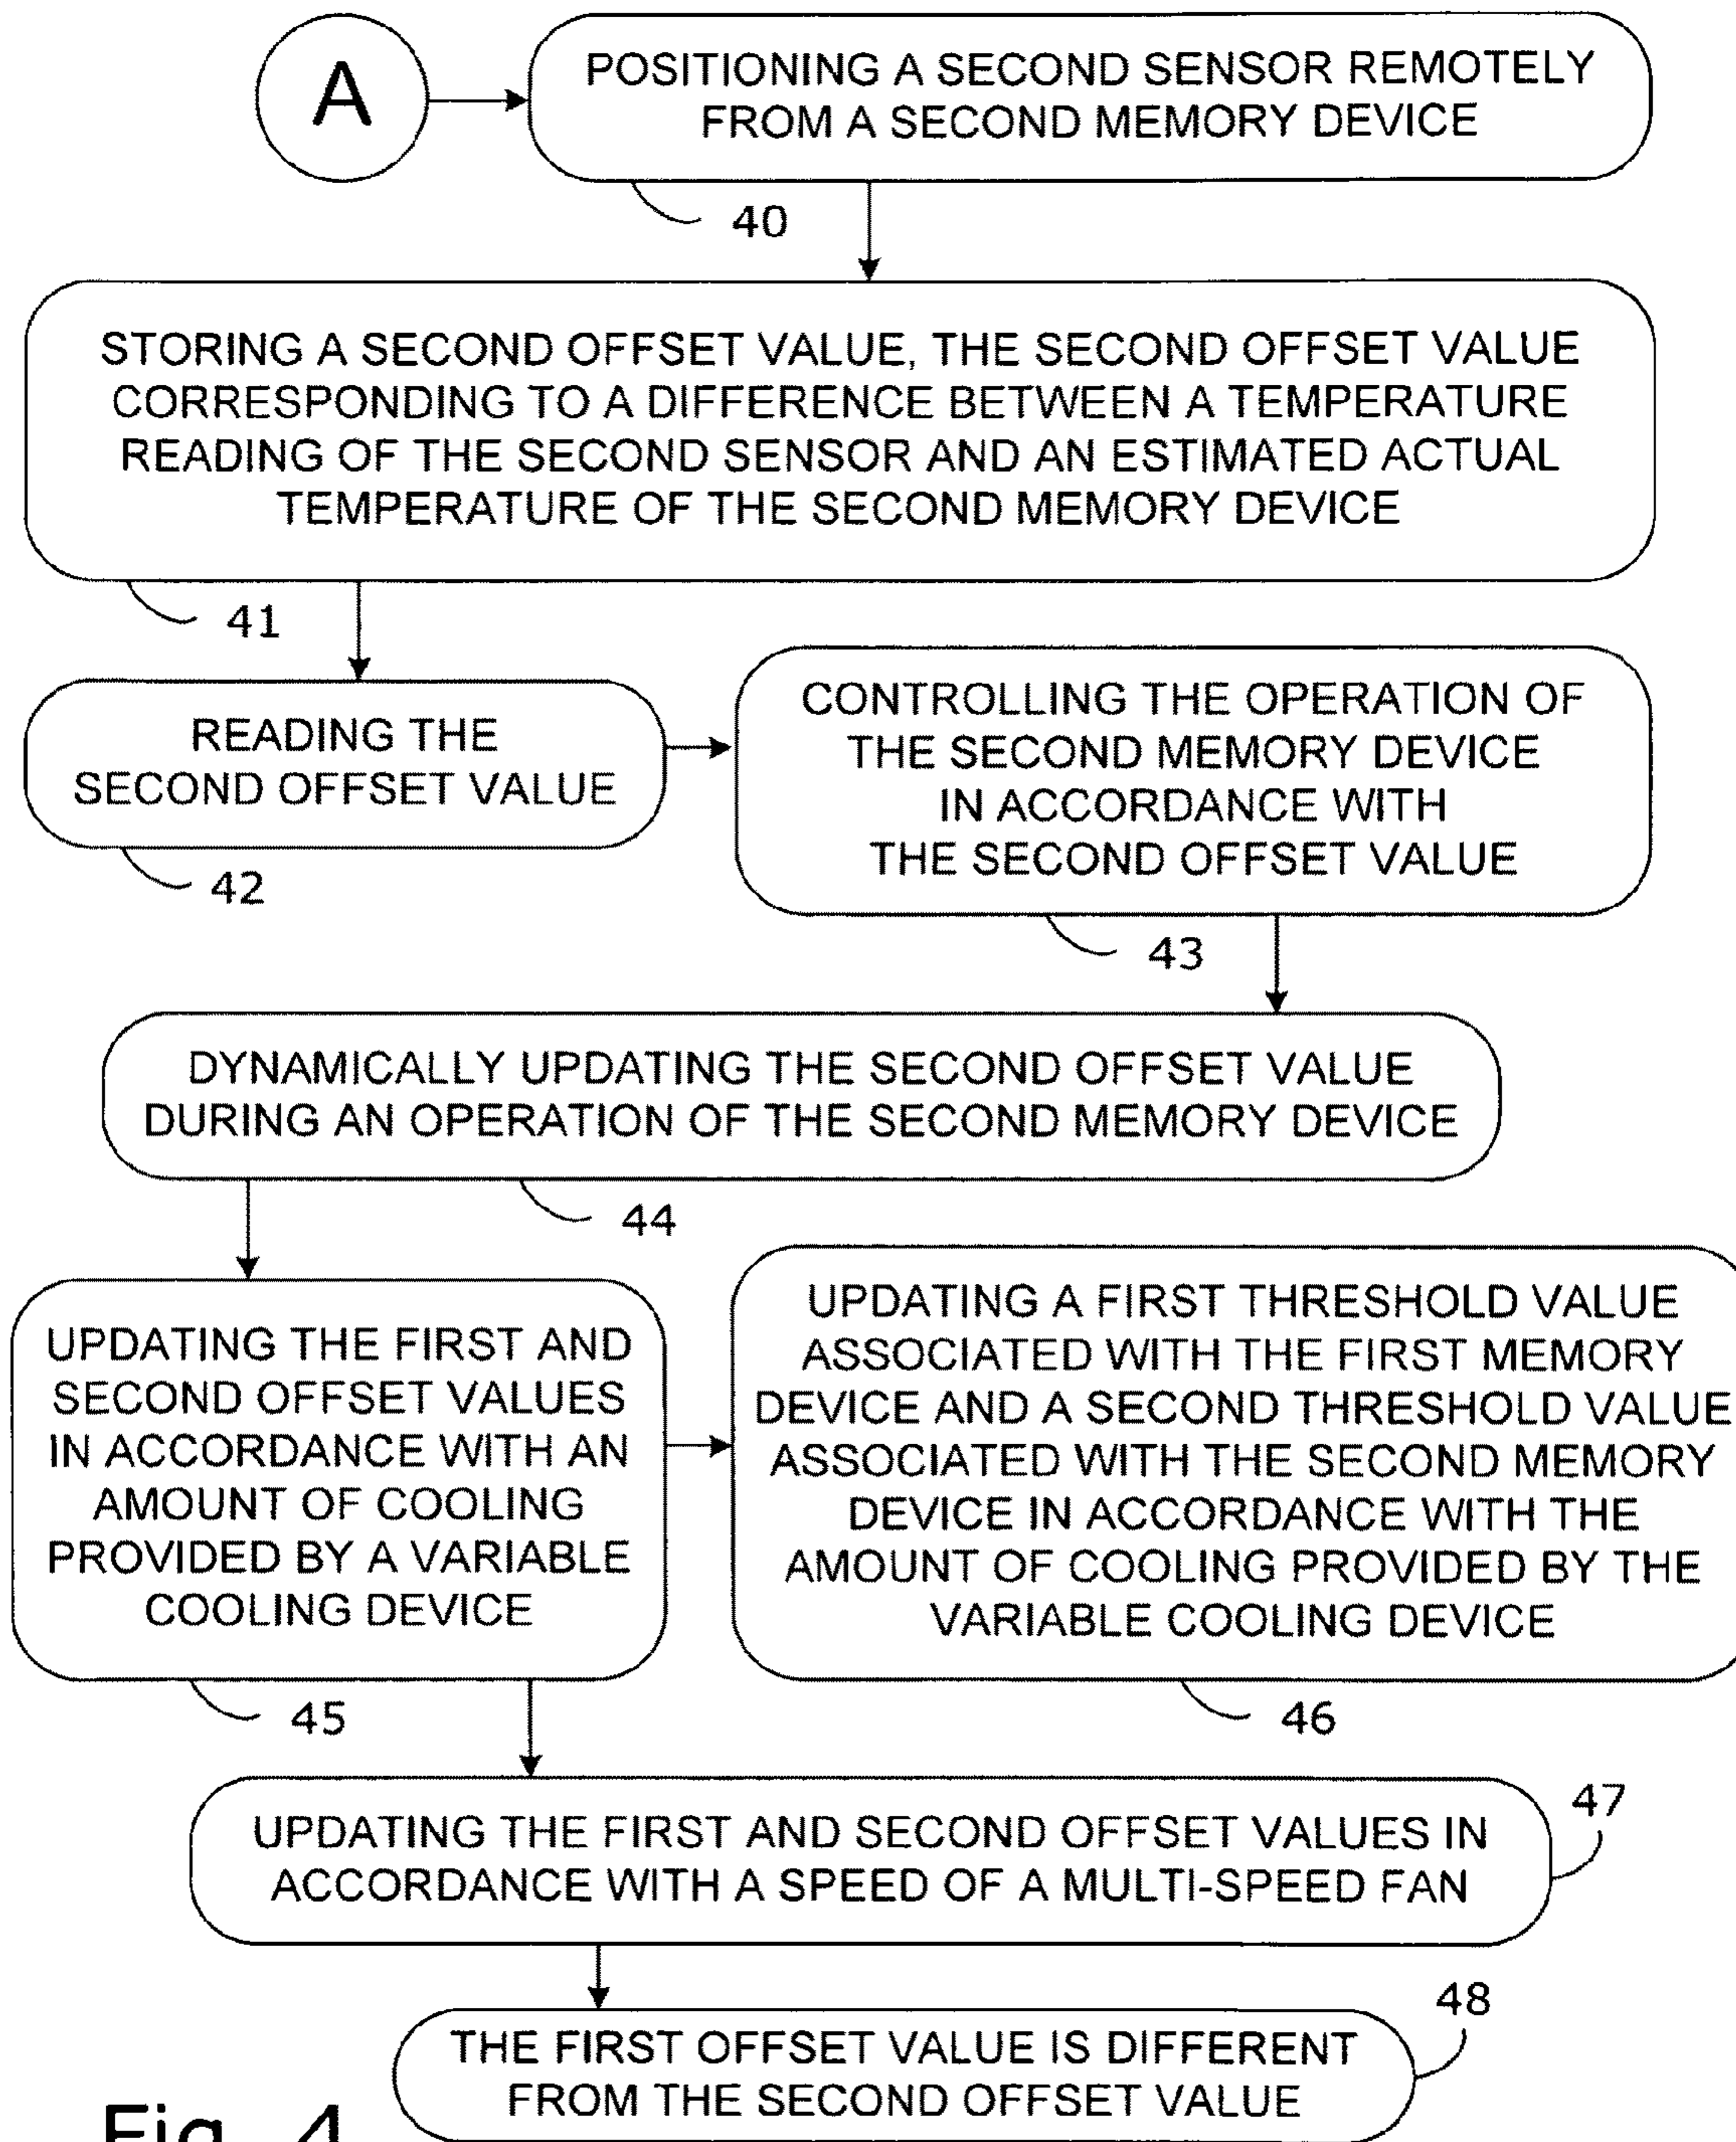 A
POSITIONING A SECOND SENSOR REMOTELY
FROM A SECOND MEMORY DEVICE
40
STORING A SECOND OFFSET VALUE, THE SECOND OFFSET VALUE
CORRESPONDING TO A DIFFERENCE BETWEEN A TEMPERATURE
READING OF THE SECOND SENSOR AND AN ESTIMATED ACTUAL
TEMPERATURE OF THE SECOND MEMORY DEVICE
41
READING THE
SECOND OFFSET VALUE
42
CONTROLLING THE OPERATION OF
THE SECOND MEMORY DEVICE
IN ACCORDANCE WITH
THE SECOND OFFSET VALUE
43
DYNAMICALLY UPDATING THE SECOND OFFSET VALUE
DURING AN OPERATION OF THE SECOND MEMORY DEVICE
44
UPDATING THE FIRST AND
SECOND OFFSET VALUES
IN ACCORDANCE WITH AN
AMOUNT OF COOLING
PROVIDED BY A VARIABLE
COOLING DEVICE
45
UPDATING A FIRST THRESHOLD VALUE
ASSOCIATED WITH THE FIRST MEMORY
DEVICE AND A SECOND THRESHOLD VALUE
ASSOCIATED WITH THE SECOND MEMORY
DEVICE IN ACCORDANCE WITH THE
AMOUNT OF COOLING PROVIDED BY THE
VARIABLE COOLING DEVICE
46
UPDATING THE FIRST AND SECOND OFFSET VALUES IN
ACCORDANCE WITH A SPEED OF A MULTI-SPEED FAN
47
THE FIRST OFFSET VALUE IS DIFFERENT
FROM THE SECOND OFFSET VALUE
48
Fig. 4